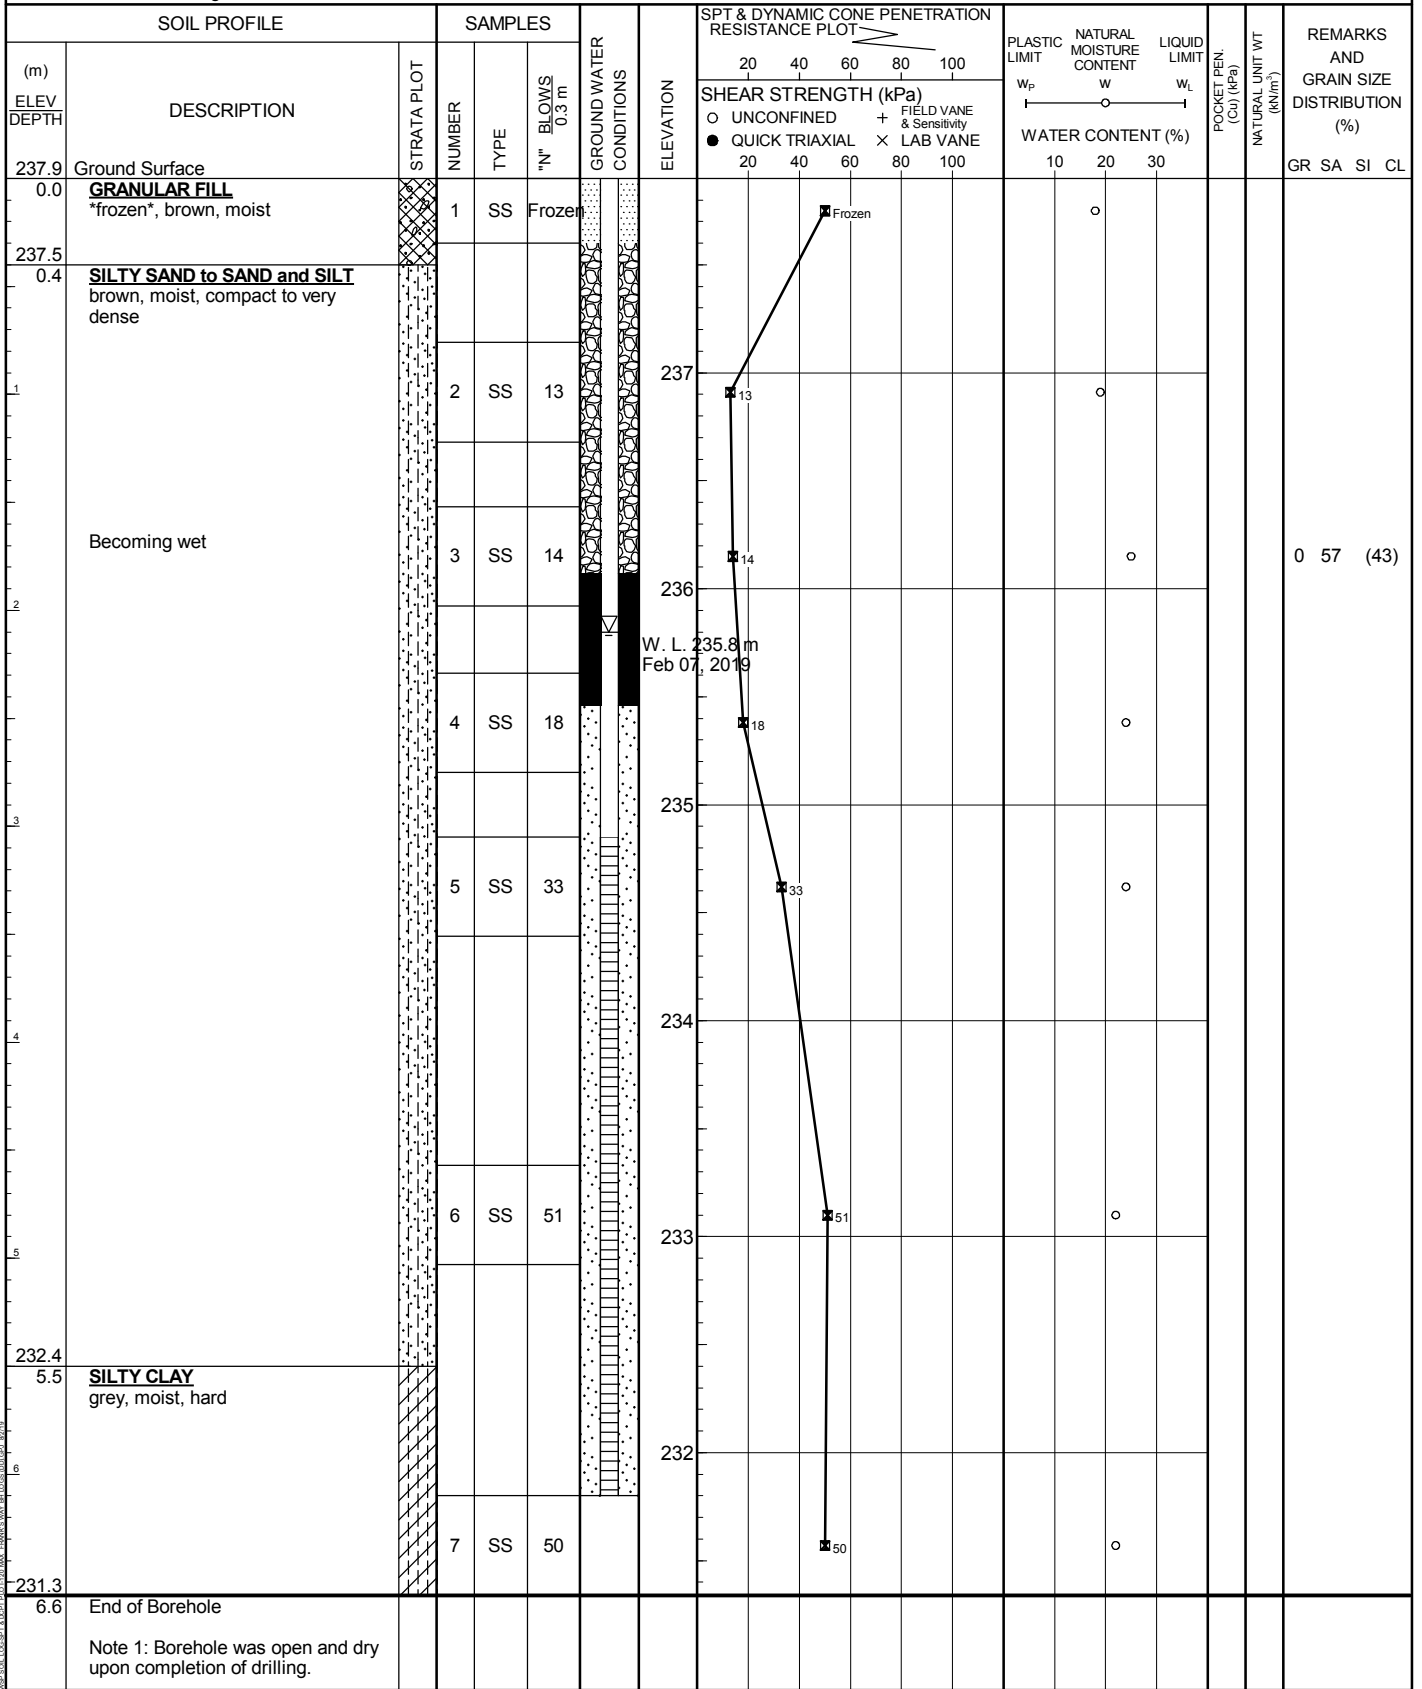 SOIL PROFILE
SAMPLES
GROUND WATER
CONDITIONS
ELEVATION
SPT & DYNAMIC CONE PENETRATION
RESISTANCE PLOT
20 40 60 80 100
SHEAR STRENGTH (kPa)
UNCONFINED
FIELD VANE
& Sensitivity
QUICK TRIAXIAL
LAB VANE
20 40 60 80 100
PLASTIC
LIMIT
NATURAL
MOISTURE
CONTENT
LIQUID
LIMIT
WP W WL
WATER CONTENT (%)
10 20 30
POCKET PEN.
(Cu) (kPa)
NATURAL UNIT WT
(kN/m³)
REMARKS
AND
GRAIN SIZE
DISTRIBUTION
(%)
GR SA SI CL
(m)
ELEV
DEPTH
DESCRIPTION
STRATA PLOT
NUMBER
TYPE
"N" BLOWS
0.3 m
237.9 Ground Surface
0.0 GRANULAR FILL
*frozen*, brown, moist
1 SS Frozen
Frozen
237.5
0.4 SILTY SAND to SAND and SILT
brown, moist, compact to very
dense
237
1
2 SS 13
13
Becoming wet
3 SS 14
14
0 57 (43)
236
2
W. L. 235.8 m
Feb 07, 2019
4 SS 18
18
235
3
5 SS 33
33
234
4
6 SS 51
51
233
5
232.4
5.5 SILTY CLAY
grey, moist, hard
232
6
7 SS 50
50
231.3
6.6 End of Borehole
Note 1: Borehole was open and dry
upon completion of drilling.